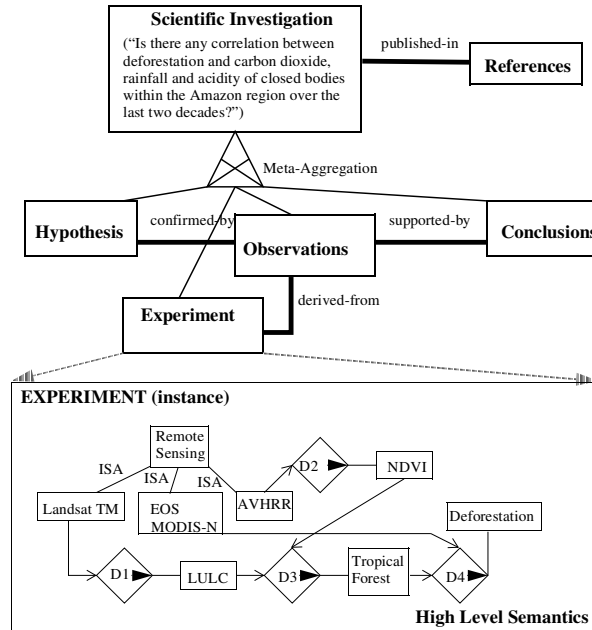 Scientific Investigation
("Is there any correlation between
deforestation and carbon dioxide,
rainfall and acidity of closed bodies
within the Amazon region over the
last two decades?")
published-in
References
Meta-Aggregation
Hypothesis
confirmed-by
Observations
supported-by
Conclusions
derived-from
Experiment
EXPERIMENT (instance)
Remote
Sensing
ISA
ISA
ISA
D2
NDVI
Landsat TM
EOS
MODIS-N
AVHRR
Deforestation
D1
LULC
D3
Tropical
Forest
D4
High Level Semantics